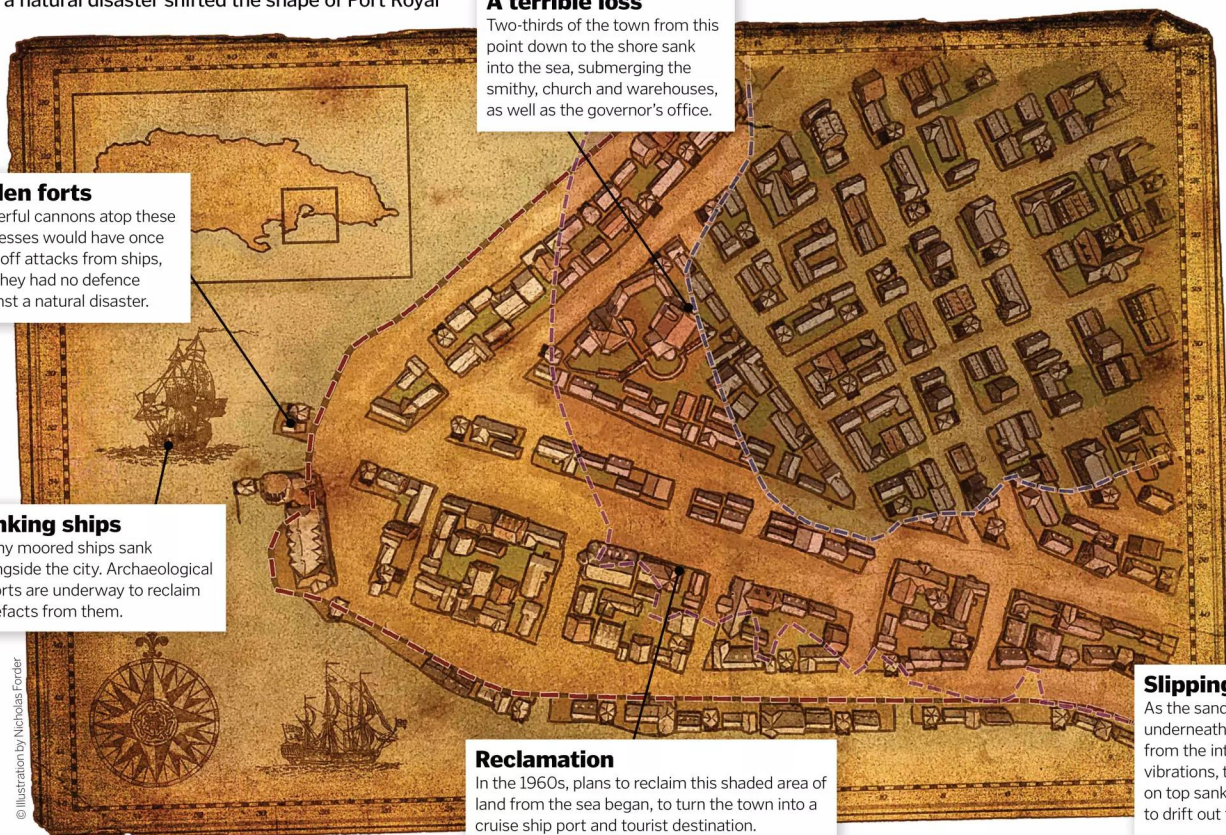 a natural disaster shifted the shape of Port Royal
A terrible loss
Two-thirds of the town from this
point down to the shore sank
into the sea, submerging the
smithy, church and warehouses,
as well as the governor's office.
len forts
erful cannons atop these
esses would have once
off attacks from ships,
hey had no defence
nst a natural disaster.
nking ships
ny moored ships sank
ngside the city. Archaeological
orts are underway to reclaim
efacts from them.
Reclamation
In the 1960s, plans to reclaim this shaded area of
land from the sea began, to turn the town into a
cruise ship port and tourist destination.
Slipping
As the sand
underneath
from the int
vibrations, t
on top sank
to drift out
© Illustration by Nicholas Forder